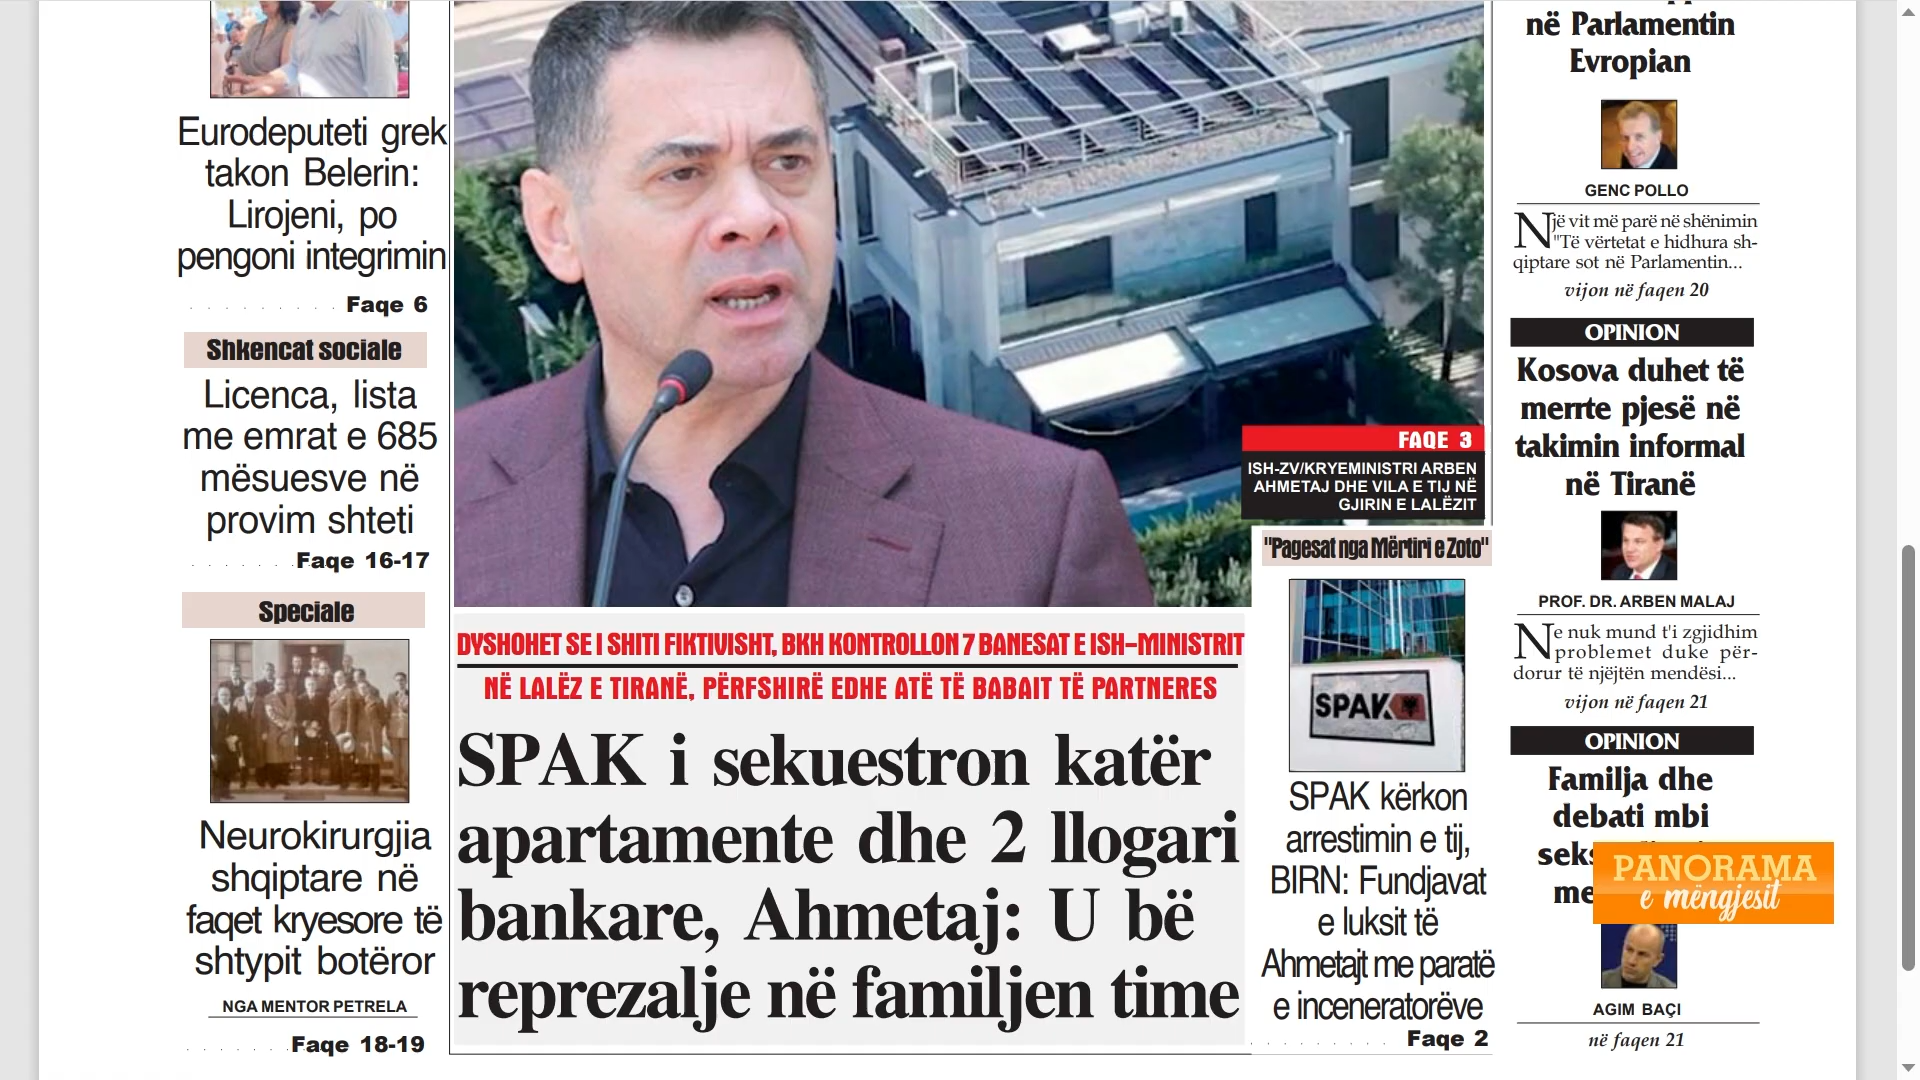 Eurodeputeti grek
takon Belerin:
Lirojeni, po
pengoni integrimin
Faqe 6
Shkencat sociale
Licenca, lista
me emrat e 685
mësuesve në
provim shteti
Faqe 16-17
Speciale
Neurokirurgjia
shqiptare në
faqet kryesore të
shtypit botëror
NGA MENTOR PETRELA
Faqe 18-19
FAQE 3
ISH-ZV/KRYEMINISTRI ARBEN
AHMETAJ DHE VILA E TIJ NË
GJIRIN E LALËZIT
DYSHOHET SE I SHITI FIKTIVISHT, BKH KONTROLLON 7 BANESAT E ISH-MINISTRIT
NË LALËZ E TIRANË, PËRFSHIRË EDHE ATË TË BABAIT TË PARTNERES
SPAK i sekuestron katër
apartamente dhe 2 llogari
bankare, Ahmetaj: U bë
reprezalje në familjen time
"Pagesat nga Mërtiri e Zoto"
SPAK
SPAK kërkon
arrestimin e tij,
BIRN: Fundjavat
e luksit të
Ahmetajt me paratë
e inceneratorëve
Faqe 2
në Parlamentin
Evropian
GENC POLLO
Një vit më parë në shënimin
"Të vërtetat e hidhura sh-
qiptare sot në Parlamentin...
vijon në faqen 20
OPINION
Kosova duhet të
merrte pjesë në
takimin informal
në Tiranë
PROF. DR. ARBEN MALAJ
Ne nuk mund t'i zgjidhim
problemet duke për-
dorur të njëjtën mendësi...
vijon në faqen 21
OPINION
Familja dhe
debati mbi
PANORAMA
e mëngjesit
AGIM BAÇI
në faqen 21